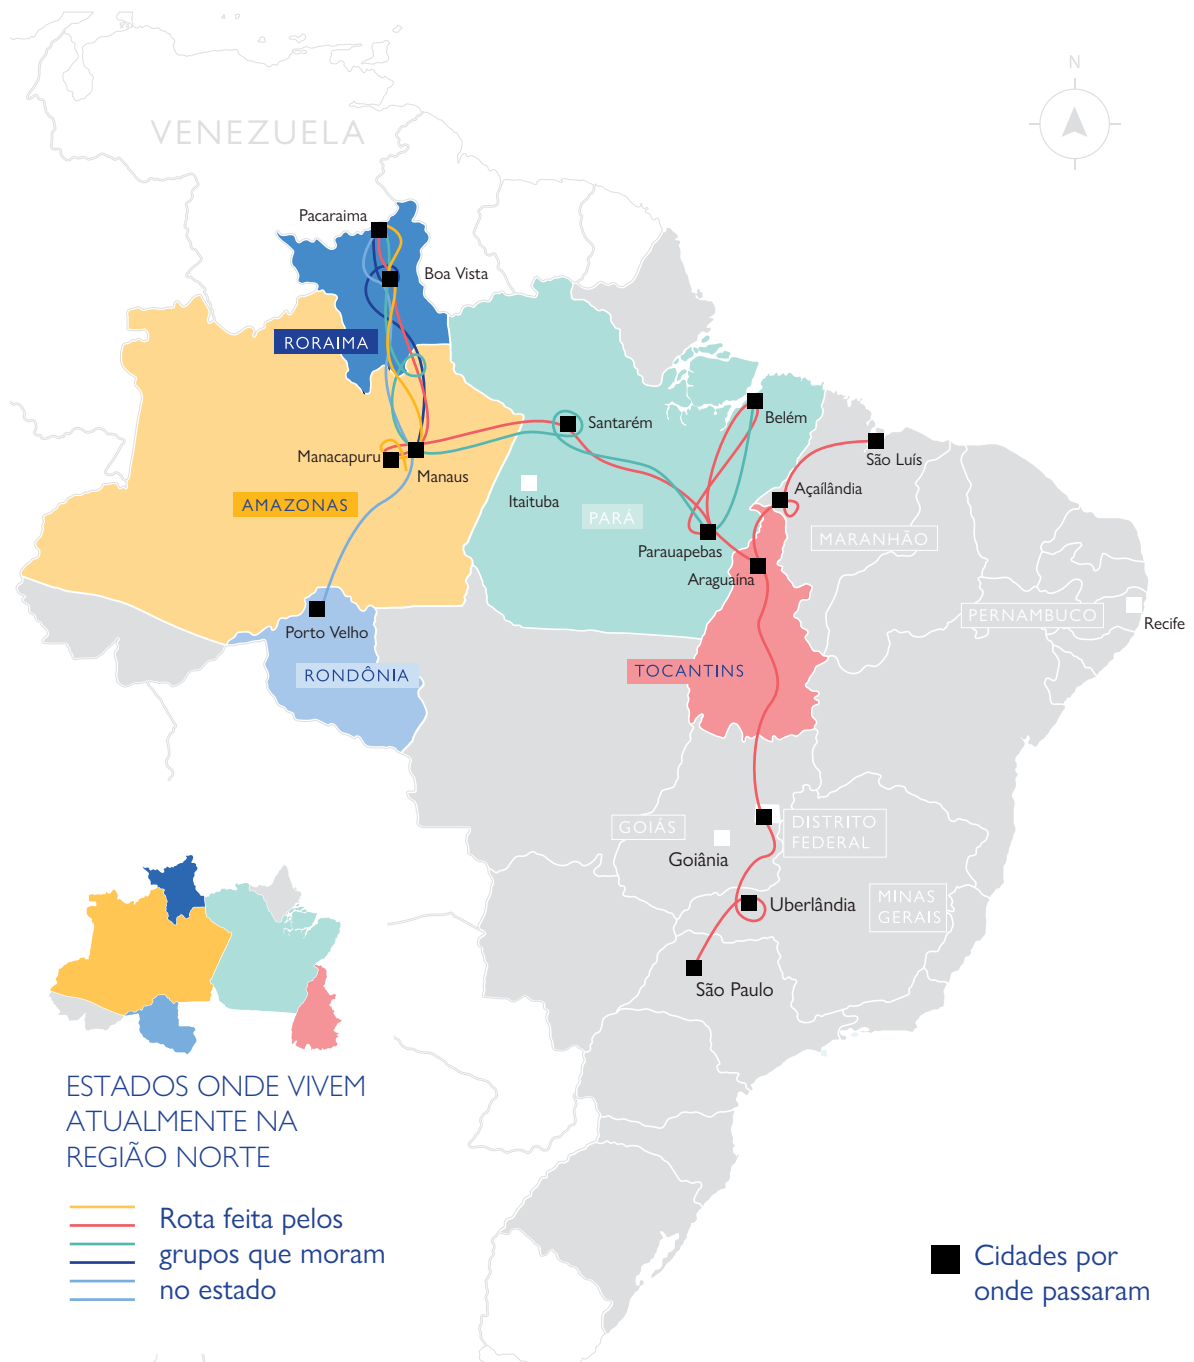 N
VENEZUELA
Pacaraima
Boa Vista
RORAIMA
Santarém
Belém
São Luís
Manacapuru
Manaus
Itaituba
Açaílândia
AMAZONAS
PARÁ
MARANHÃO
Parauapebas
Araguaína
PERNAMBUCO
Recife
Porto Velho
RONDÔNIA
TOCANTINS
GOIÁS
DISTRITO
FEDERAL
Goiânia
Uberlândia
MINAS
GERAIS
São Paulo
ESTADOS ONDE VIVEM
ATUALMENTE NA
REGIÃO NORTE
Rota feita pelos
grupos que moram
no estado
Cidades por
onde passaram